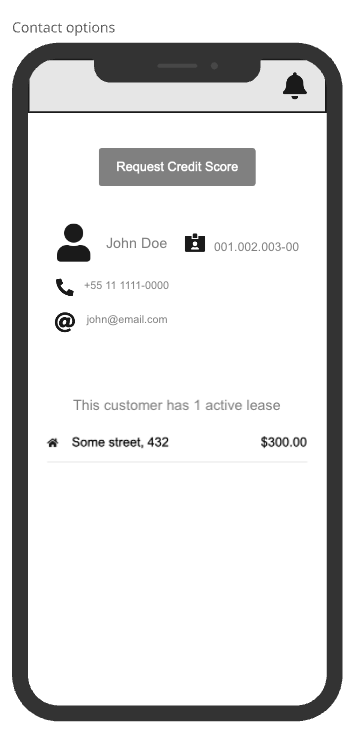 Contact options
Request Credit Score
John Doe 001.002.003-00
+55 11 1111-0000
john@email.com
This customer has 1 active lease
Some street, 432 $300.00